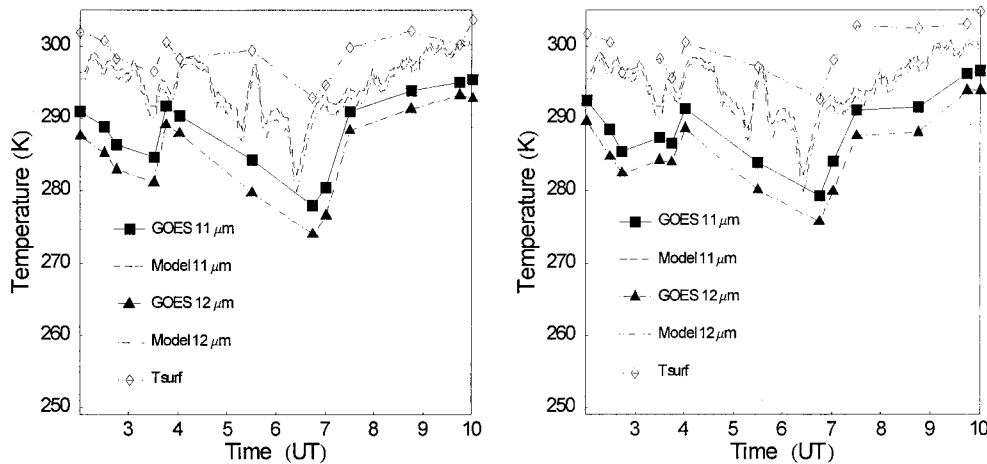 300
290
280
270
260
250
Temperature (K)
GOES 11 μm
Model 11 μm
GOES 12 μm
Model 12 μm
Tsurf
3 4 5 6 7 8 9 10
Time (UT)
300
290
280
270
260
250
Temperature (K)
GOES 11 μm
Model 11 μm
GOES 12 μm
Model 12 μm
Tsurf
3 4 5 6 7 8 9 10
Time (UT)